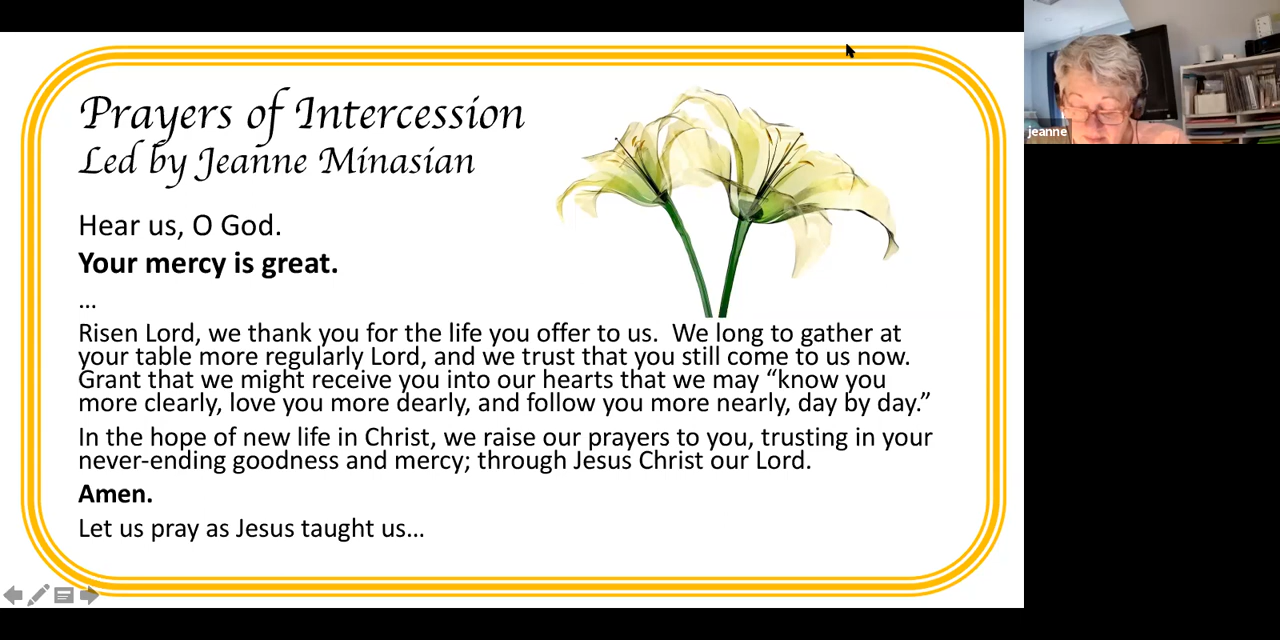 Prayers of Intercession
Led by Jeanne Minasian
Hear us, O God.
Your mercy is great.
...
Risen Lord, we thank you for the life you offer to us.  We long to gather at
your table more regularly Lord, and we trust that you still come to us now.
Grant that we might receive you into our hearts that we may “know you
more clearly, love you more dearly, and follow you more nearly, day by day.”
In the hope of new life in Christ, we raise our prayers to you, trusting in your
never-ending goodness and mercy; through Jesus Christ our Lord.
Amen.
Let us pray as Jesus taught us...
jeanne